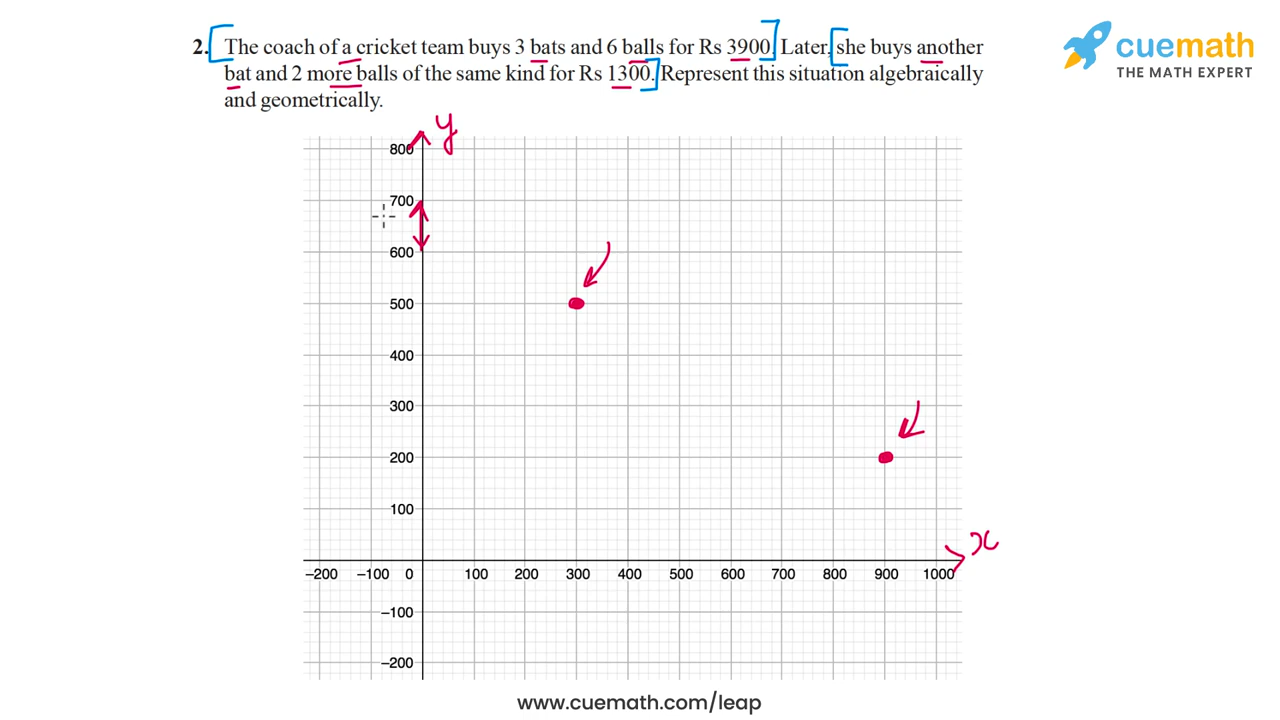 2. The coach of a cricket team buys 3 bats and 6 balls for Rs 3900. Later, she buys another
bat and 2 more balls of the same kind for Rs 1300. Represent this situation algebraically
and geometrically.
cuemath
THE MATH EXPERT
y
800
700
600
500
400
300
200
100
x
−200 −100 0 100 200 300 400 500 600 700 800 900 1000
−100
−200
www.cuemath.com/leap